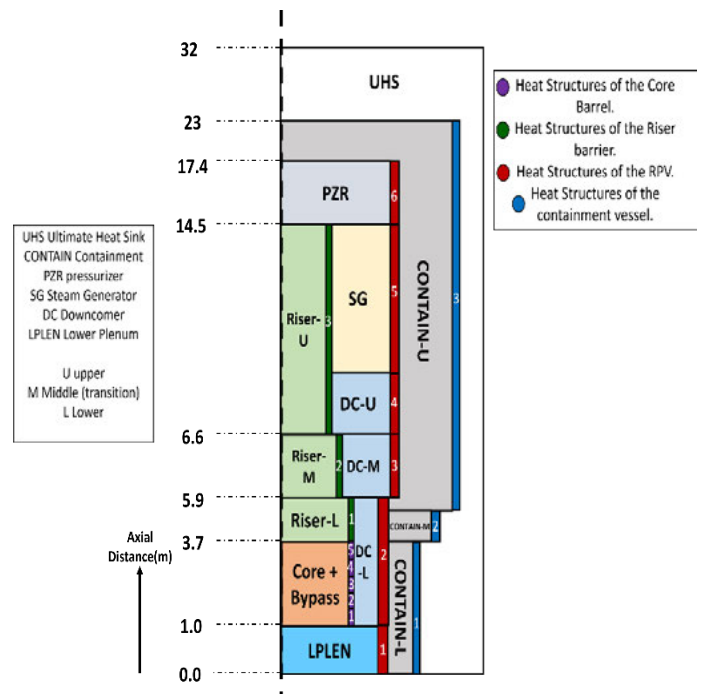 32
UHS
23
17.4
PZR
6
14.5
Heat Structures of the Core
Barrel.
Heat Structures of the Riser
barrier.
Heat Structures of the RPV.
Heat Structures of the
containment vessel.
UHS Ultimate Heat Sink
CONTAIN Containment
PZR pressurizer
SG Steam Generator
DC Downcomer
LPLEN Lower Plenum
U upper
M Middle (transition)
L Lower
Riser-
U
3
SG
5
CONTAIN-U
3
DC-U
4
6.6
Riser-
M
2
DC-M
3
5.9
Riser-L
1
CONTAIN-M
2
3.7
Axial
Distance(m)
Core +
Bypass
5
4
3
2
1
DC
-L
2
CONTAIN-L
1
1.0
LPLEN
1
0.0